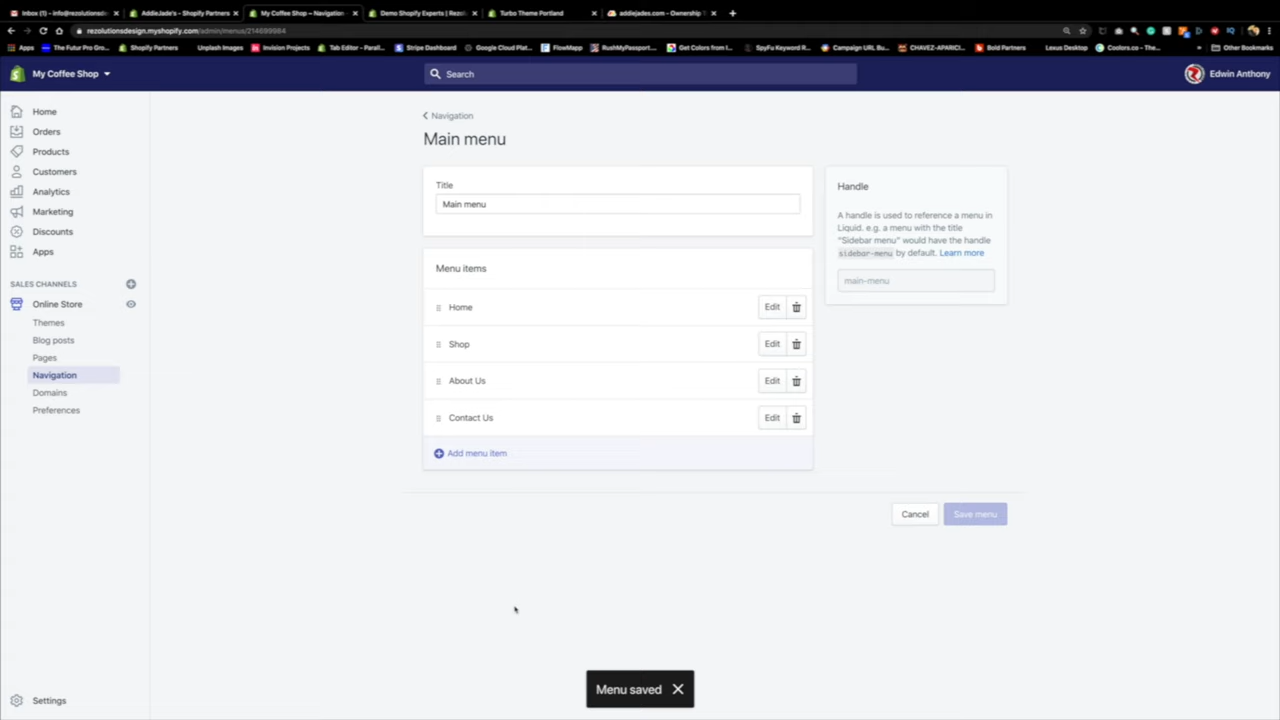 Inbox (1) - info@rezolutionsdes
AddieJade's - Shopify Partners
My Coffee Shop ~ Navigation
Demo Shopify Experts | Rezol
Turbo Theme Portland
addiejades.com - Ownership
rezolutionsdesign.myshopify.com/admin/menus/214699984
Apps
The Futur Pro Gro...
Shopify Partners
Unsplash Images
Invision Projects
Tab Editor - Parall...
Stripe Dashboard
Google Cloud Plat...
FlowMapp
RushMyPassport...
Get Colors from I...
SpyFu Keyword R...
Campaign URL Bu...
CHAVEZ-APARICI...
Bold Partners
Lexus Desktop
Coolors.co - The...
»
Other Bookmarks
My Coffee Shop
Search
Edwin Anthony
Home
Orders
Products
Customers
Analytics
Marketing
Discounts
Apps
SALES CHANNELS
Online Store
Themes
Blog posts
Pages
Navigation
Domains
Preferences
Settings
Navigation
Main menu
Title
Main menu
Menu items
Home
Edit
Shop
Edit
About Us
Edit
Contact Us
Edit
Add menu item
Handle
A handle is used to reference a menu in
Liquid. e.g. a menu with the title
"Sidebar menu" would have the handle
sidebar-menu by default. Learn more
main-menu
Cancel
Save menu
Menu saved